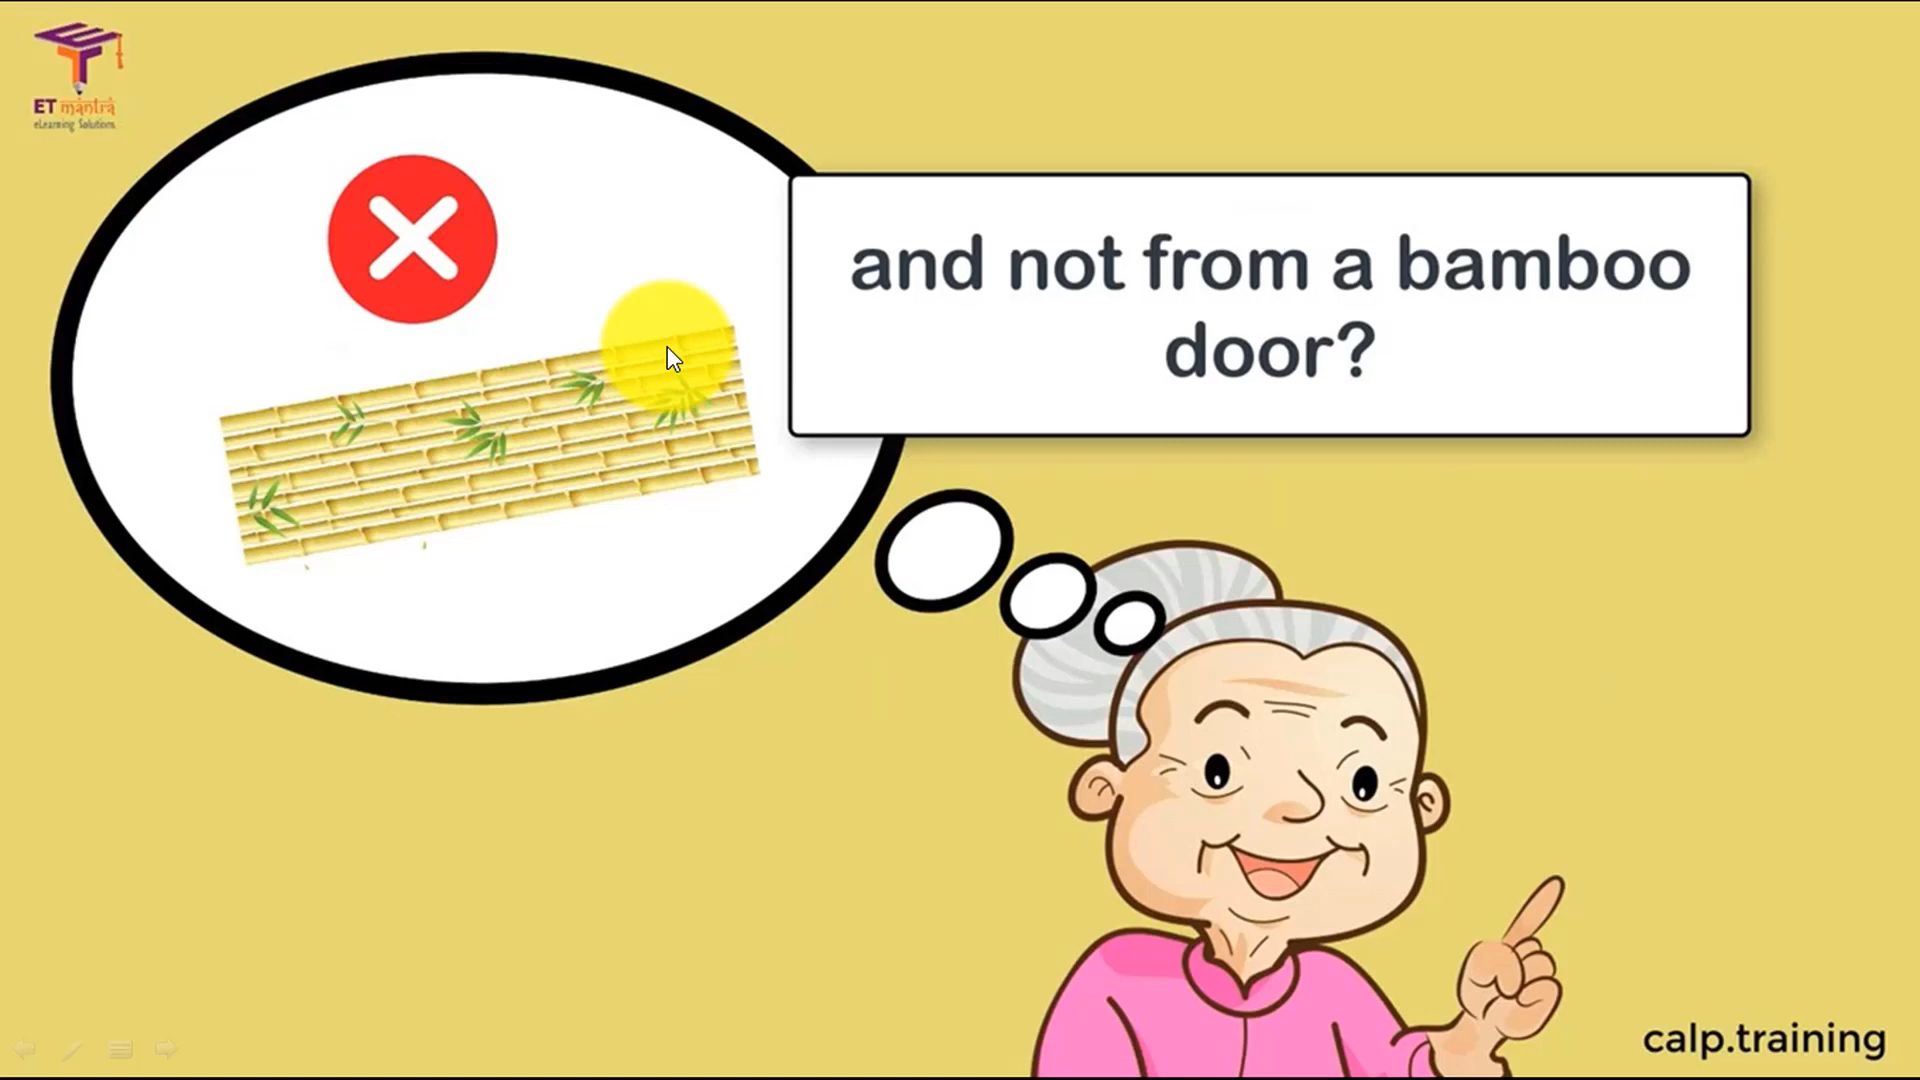 ET mantra
eLearning Solutions
and not from a bamboo
door?
calp.training